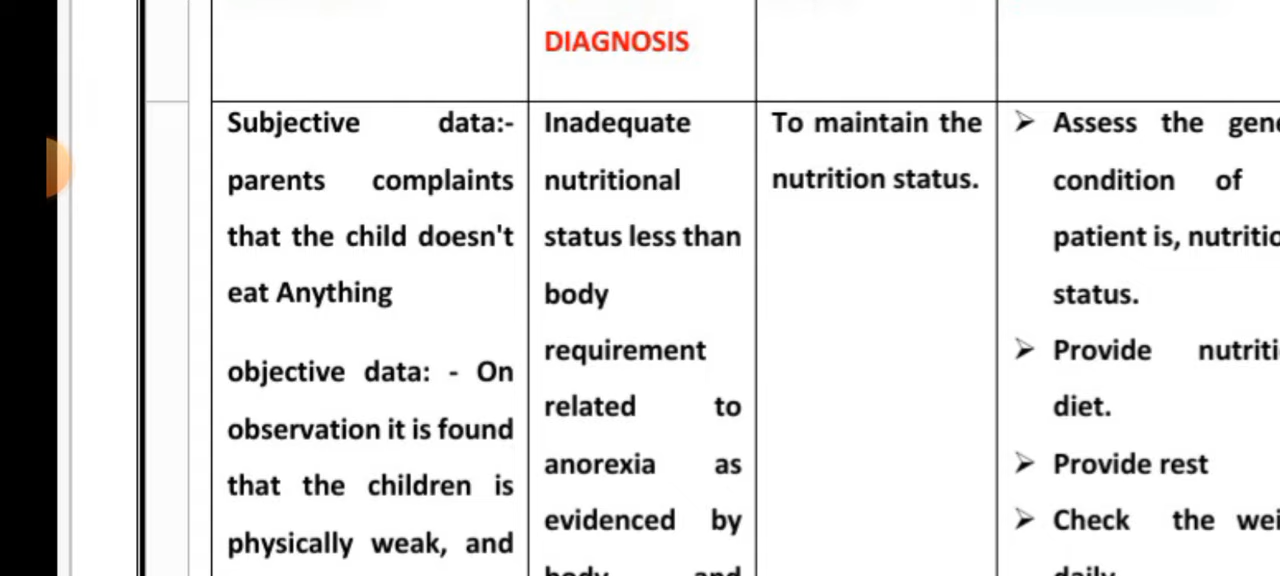 DIAGNOSIS
Subjective data:-
parents complaints
that the child doesn't
eat Anything
objective data: - On
observation it is found
that the children is
physically weak, and
Inadequate
nutritional
status less than
body
requirement
related to
anorexia as
evidenced by
To maintain the
nutrition status.
➢ Assess the
condition of
patient is,
status.
➢ Provide
diet.
➢ Provide rest
➢ Check the